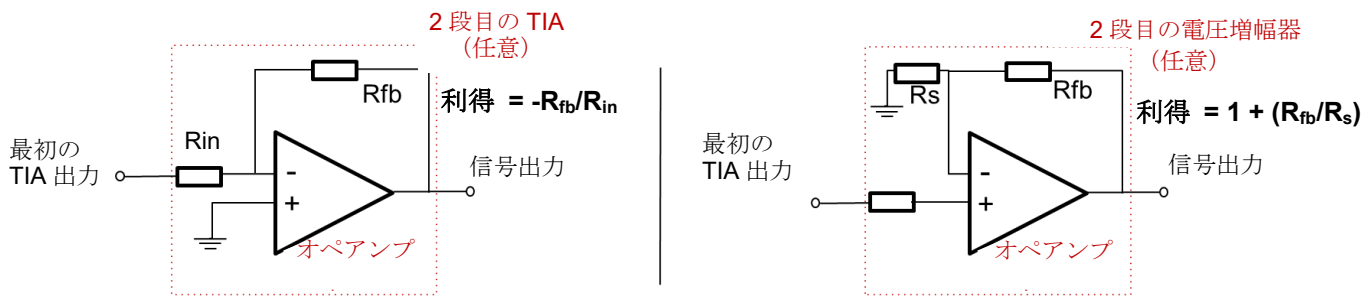 2 段目の TIA
（任意）
Rfb
利得 = -Rfb/Rin
Rin
最初の
TIA 出力
-
+
信号出力
オペアンプ
2 段目の電圧増幅器
（任意）
Rs
Rfb
利得 = 1 + (Rfb/Rs)
最初の
TIA 出力
-
+
信号出力
オペアンプ